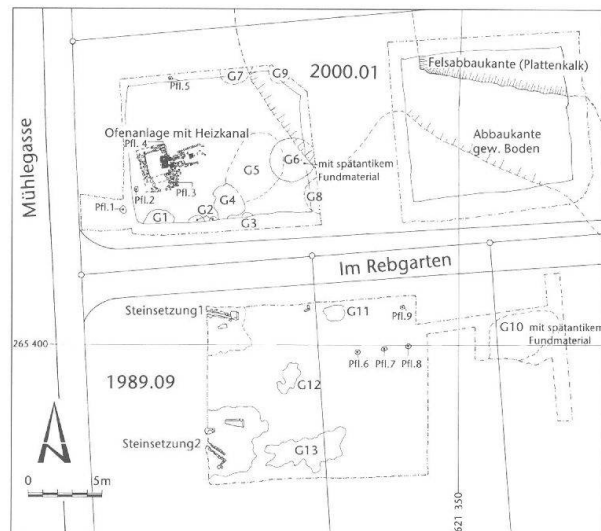 G7
G9
2000.01
Felsabbaukante (Plattenkalk)
Pfl.5
Ofenanlage mit Heizkanal
Pfl. 4
Abbaukante
gew. Boden
G5
G6
mit spätantikem
Fundmaterial
Mühlegasse
Pfl.2
Pfl.3
G4
G8
Pfl.1
G1
G2
G3
Im Rebgarten
Steinsetzung1
G11
Pfl.9
G10 mit spätantikem
Fundmaterial
265 400
Pfl.6
Pfl.7
Pfl.8
1989.09
G12
Steinsetzung2
G13
N
0 5m
621 350